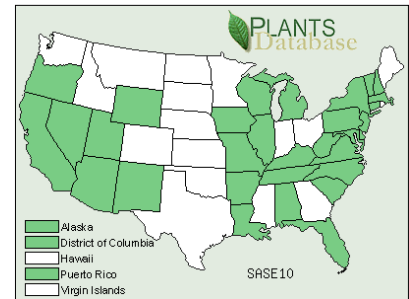 PLANTS
Database
Alaska
District of Columbia
Hawaii
Puerto Rico
Virgin Islands
SASE10